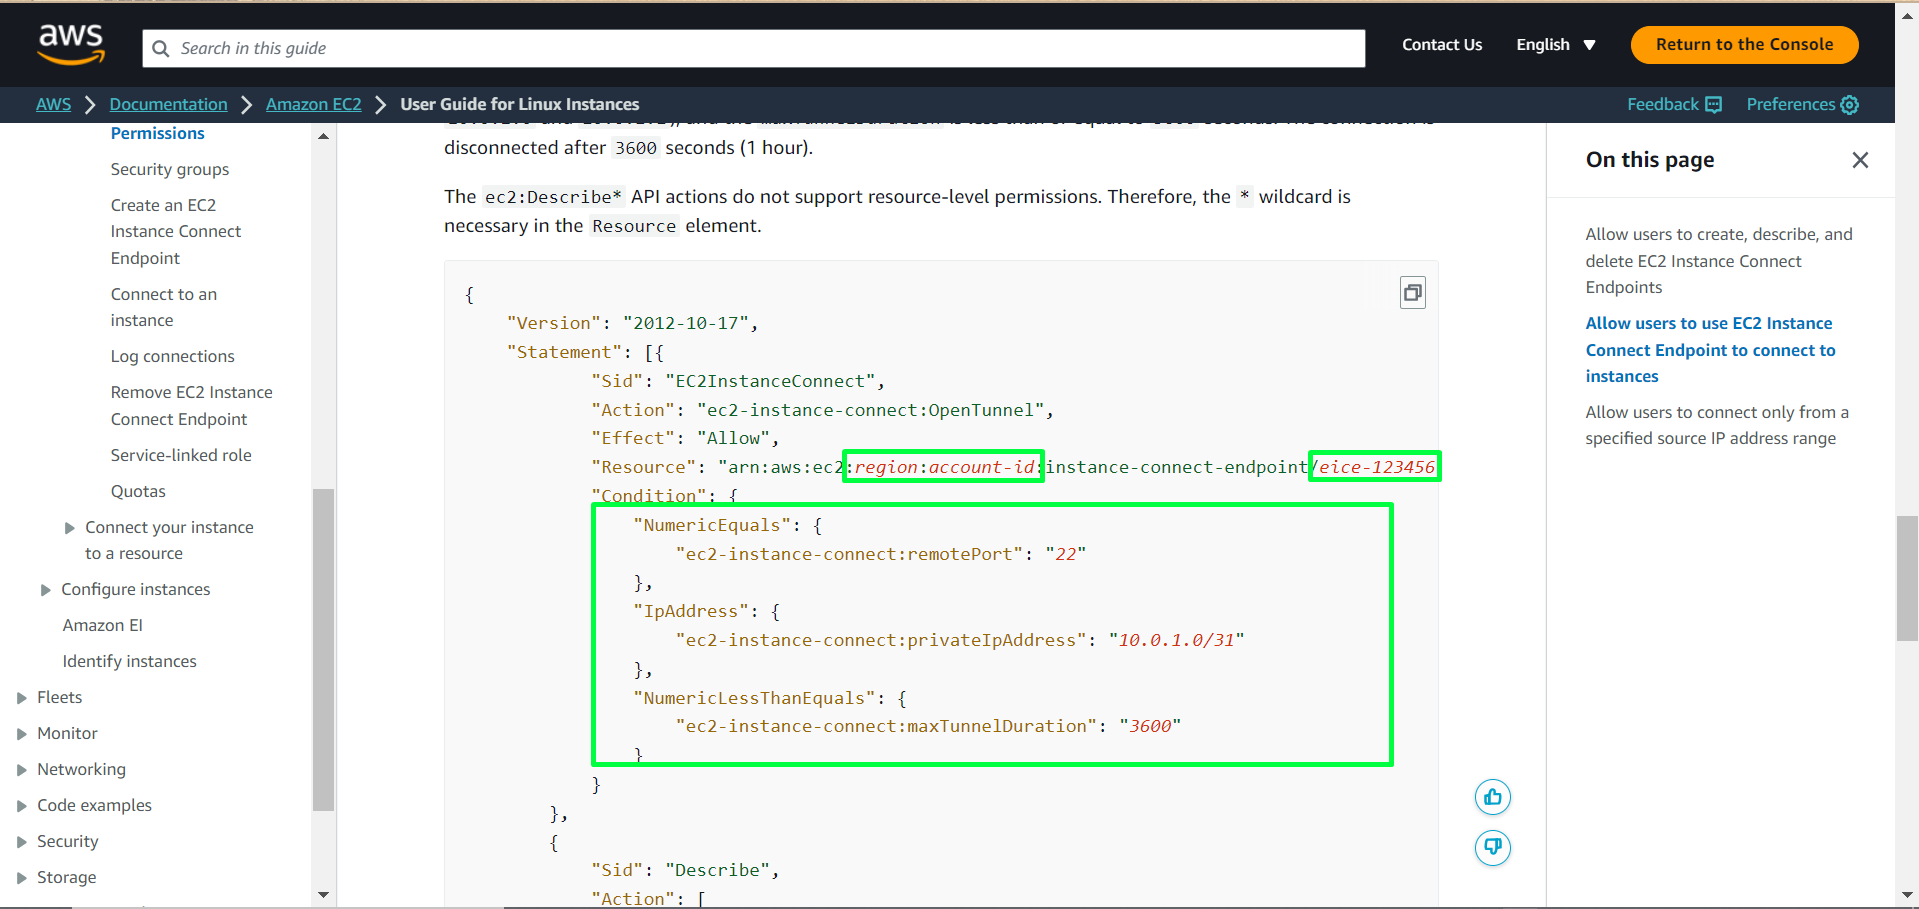 aws
Search in this guide
Contact Us
English
Return to the Console
AWS
Documentation
Amazon EC2
User Guide for Linux Instances
Feedback
Preferences
Permissions
Security groups
Create an EC2
Instance Connect
Endpoint
Connect to an
instance
Log connections
Remove EC2 Instance
Connect Endpoint
Service-linked role
Quotas
Connect your instance
to a resource
Configure instances
Amazon EI
Identify instances
Fleets
Monitor
Networking
Code examples
Security
Storage
disconnected after 3600 seconds (1 hour).
The ec2:Describe* API actions do not support resource-level permissions. Therefore, the * wildcard is
necessary in the Resource element.
{
"Version": "2012-10-17",
"Statement": [{
"Sid": "EC2InstanceConnect",
"Action": "ec2-instance-connect:OpenTunnel",
"Effect": "Allow",
"Resource": "arn:aws:ec2:region:account-id:instance-connect-endpoint/eice-123456
"Condition": {
"NumericEquals": {
"ec2-instance-connect:remotePort": "22"
},
"IpAddress": {
"ec2-instance-connect:privateIpAddress": "10.0.1.0/31"
},
"NumericLessThanEquals": {
"ec2-instance-connect:maxTunnelDuration": "3600"
}
}
},
{
"Sid": "Describe",
"Action": [
On this page
Allow users to create, describe, and
delete EC2 Instance Connect
Endpoints
Allow users to use EC2 Instance
Connect Endpoint to connect to
instances
Allow users to connect only from a
specified source IP address range